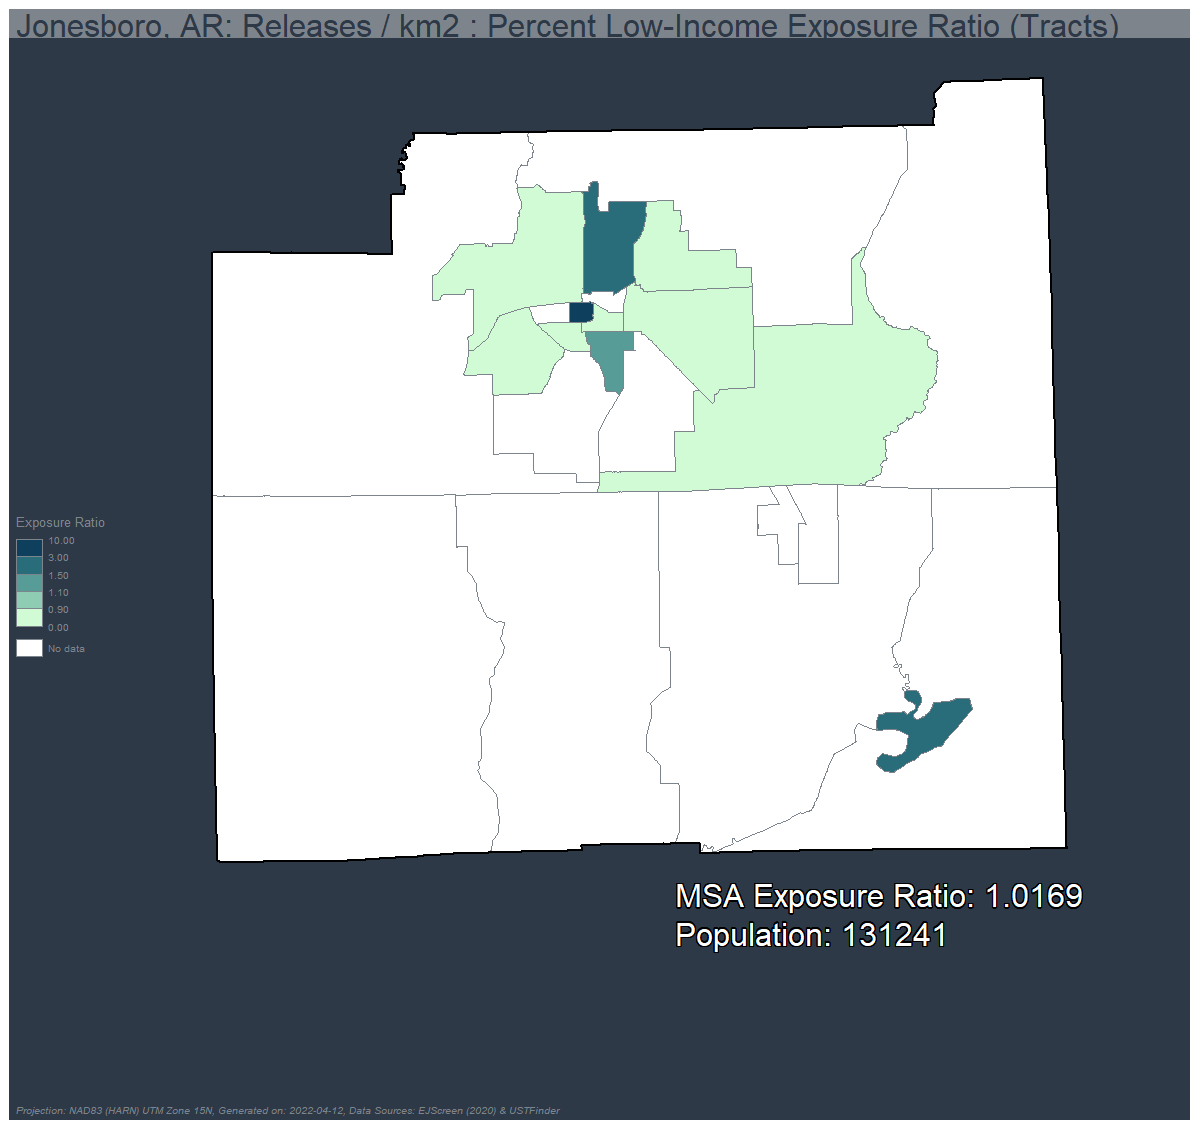 Jonesboro, AR: Releases / km2 : Percent Low-Income Exposure Ratio (Tracts)
Exposure Ratio
10.00
3.00
1.50
1.10
0.90
0.00
No data
MSA Exposure Ratio: 1.0169
Population: 131241
Projection: NAD83 (HARN) UTM Zone 15N, Generated on: 2022-04-12, Data Sources: EJScreen (2020) & USTFinder